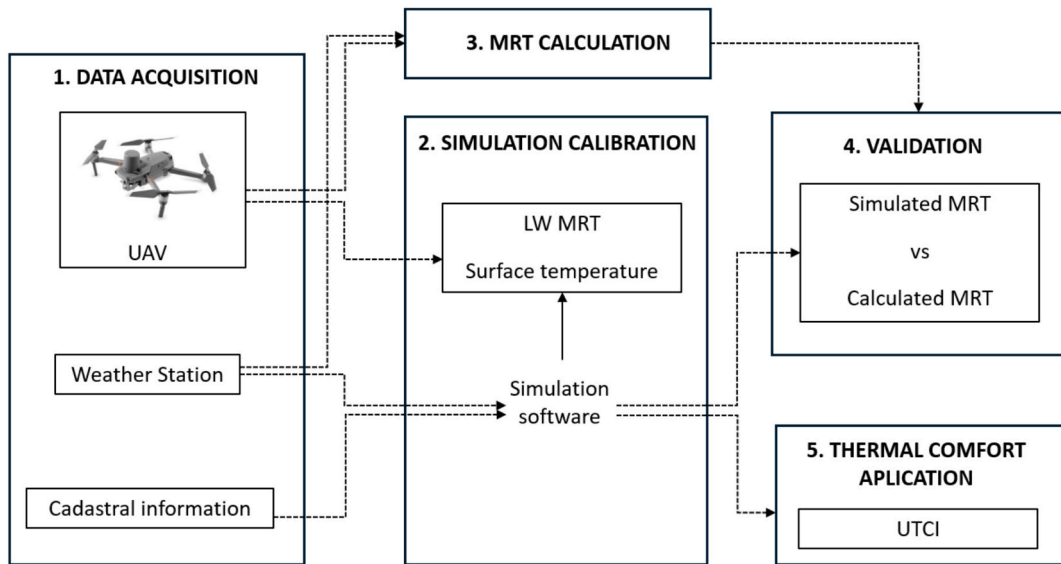 1. DATA ACQUISITION
UAV
Weather Station
Cadastral information
2. SIMULATION CALIBRATION
LW MRT
Surface temperature
Simulation
software
3. MRT CALCULATION
4. VALIDATION
Simulated MRT
vs
Calculated MRT
5. THERMAL COMFORT
APLICATION
UTCI